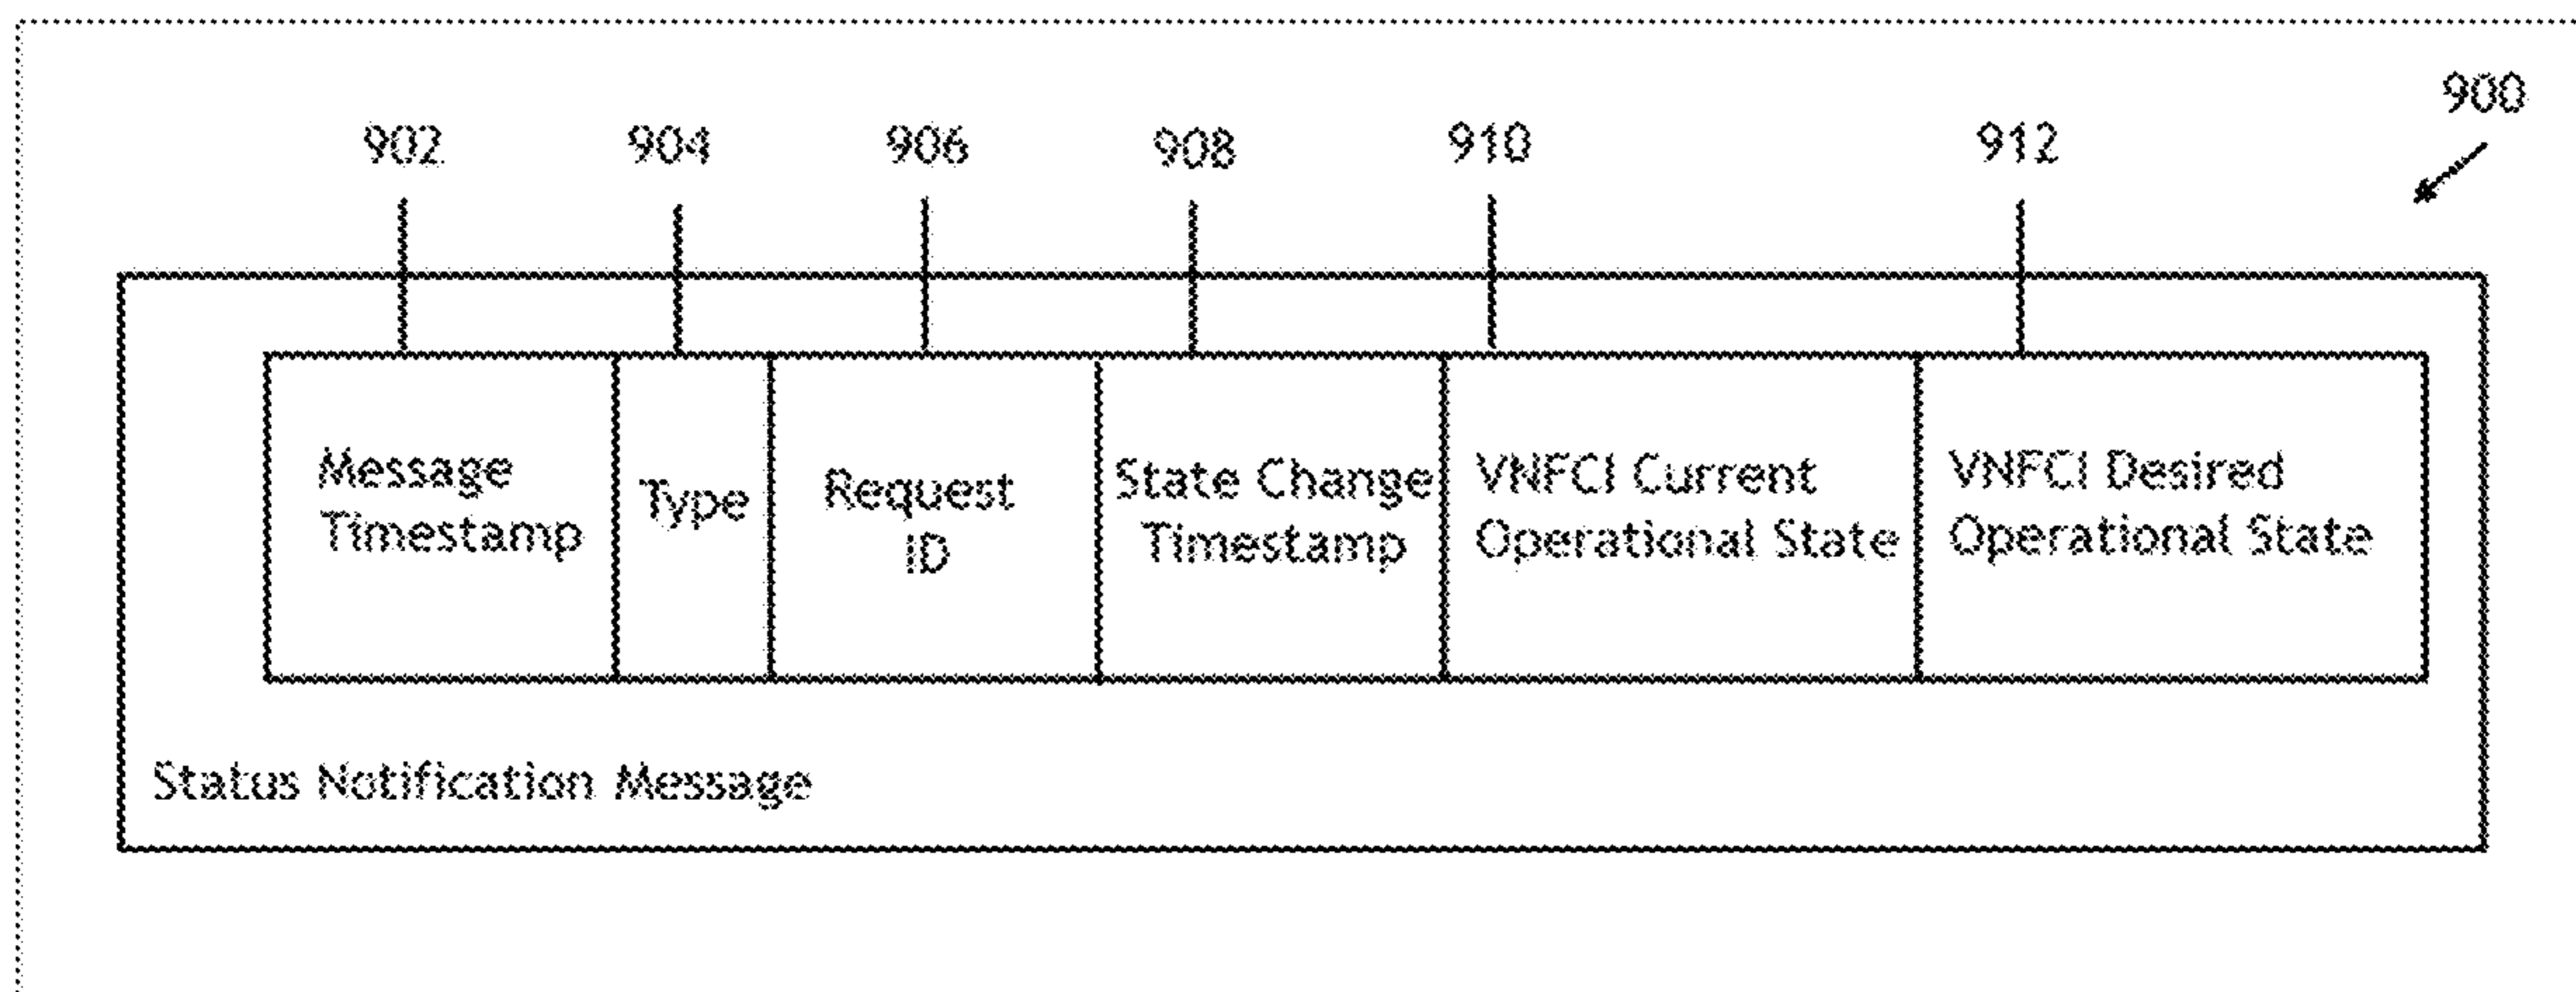 900
902 904 906 908 910 912
Message
Timestamp
Type
Request
ID
State Change
Timestamp
VNFCI Current
Operational State
VNFCI Desired
Operational State
Status Notification Message